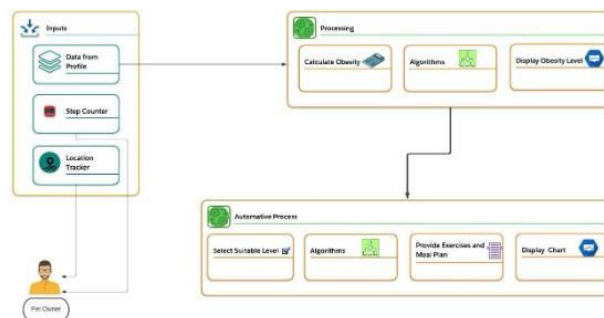 Inputs
Data from
Profile
Step Counter
Location
Tracker
Pet Owner
Processing
Calculate Obesity
Algorithms
Display Obesity Level
Automative Process
Select Suitable Level
Algorithms
Provide Exercises and
Meal Plan
Display Chart